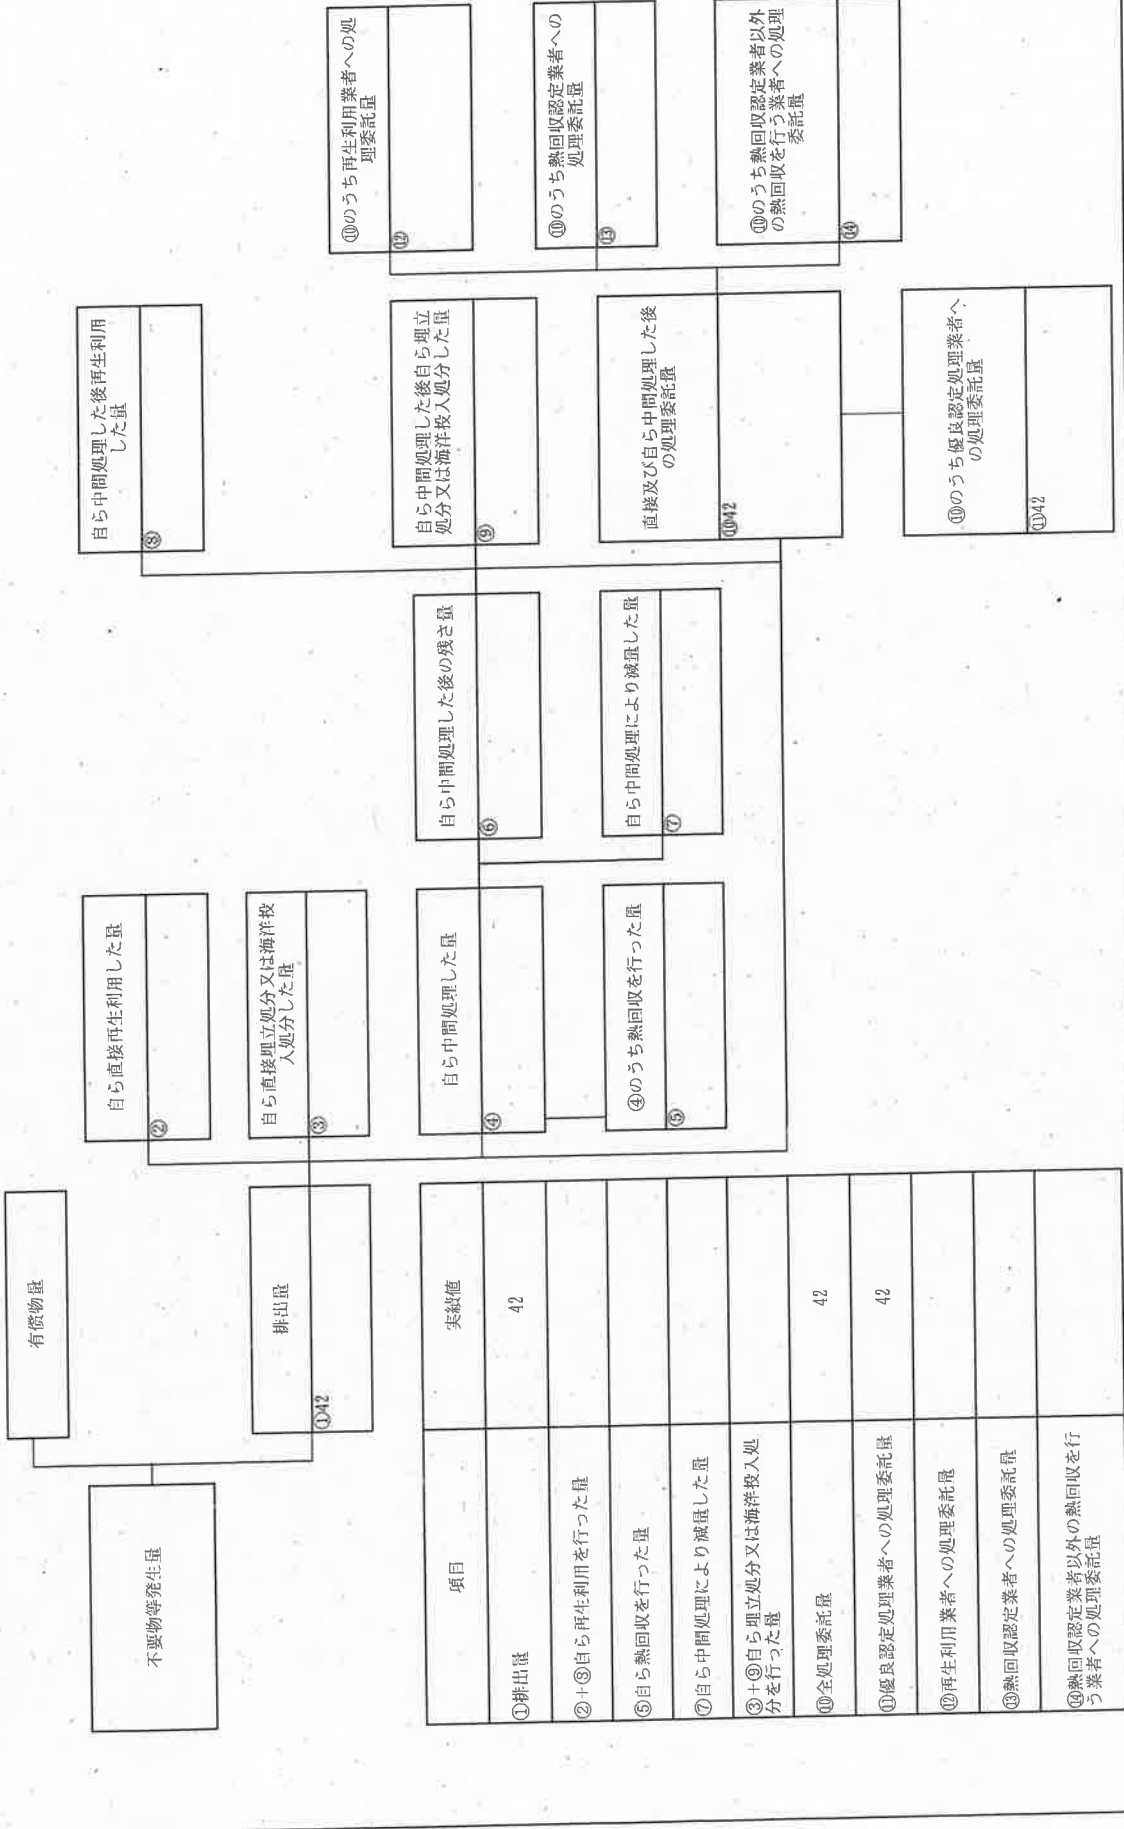 不要物等発生量
有償物量
排出量
①42
自ら直接再生利用した量
②
自ら直接埋立処分又は海洋投
入処分した量
③
自ら中間処理した量
④
④のうち熱回収を行った量
⑤
自ら中間処理した後の残さ量
⑥
自ら中間処理により減量した量
⑦
自ら中間処理した後再生利用
した量
⑧
自ら中間処理した後自ら埋立
処分又は海洋投入処分した量
⑨
直接及び自ら中間処理した後
の処理委託量
⑩42
⑩のうち優良認定処理業者へ
の処理委託量
⑪42
⑩のうち再生利用業者への処
理委託量
⑫
⑩のうち熱回収認定業者への
処理委託量
⑬
⑩のうち熱回収認定業者以外
の熱回収を行う業者への処理
委託量
⑭
項目 実績値
①排出量 42
②+⑧自ら再生利用を行った量
⑤自ら熱回収を行った量
⑦自ら中間処理により減量した量
③+⑨自ら埋立処分又は海洋投入処
分を行った量
⑩全処理委託量 42
⑪優良認定処理業者への処理委託量 42
⑫再生利用業者への処理委託量
⑬熱回収認定業者への処理委託量
⑭熱回収認定業者以外の熱回収を行
う業者への処理委託量